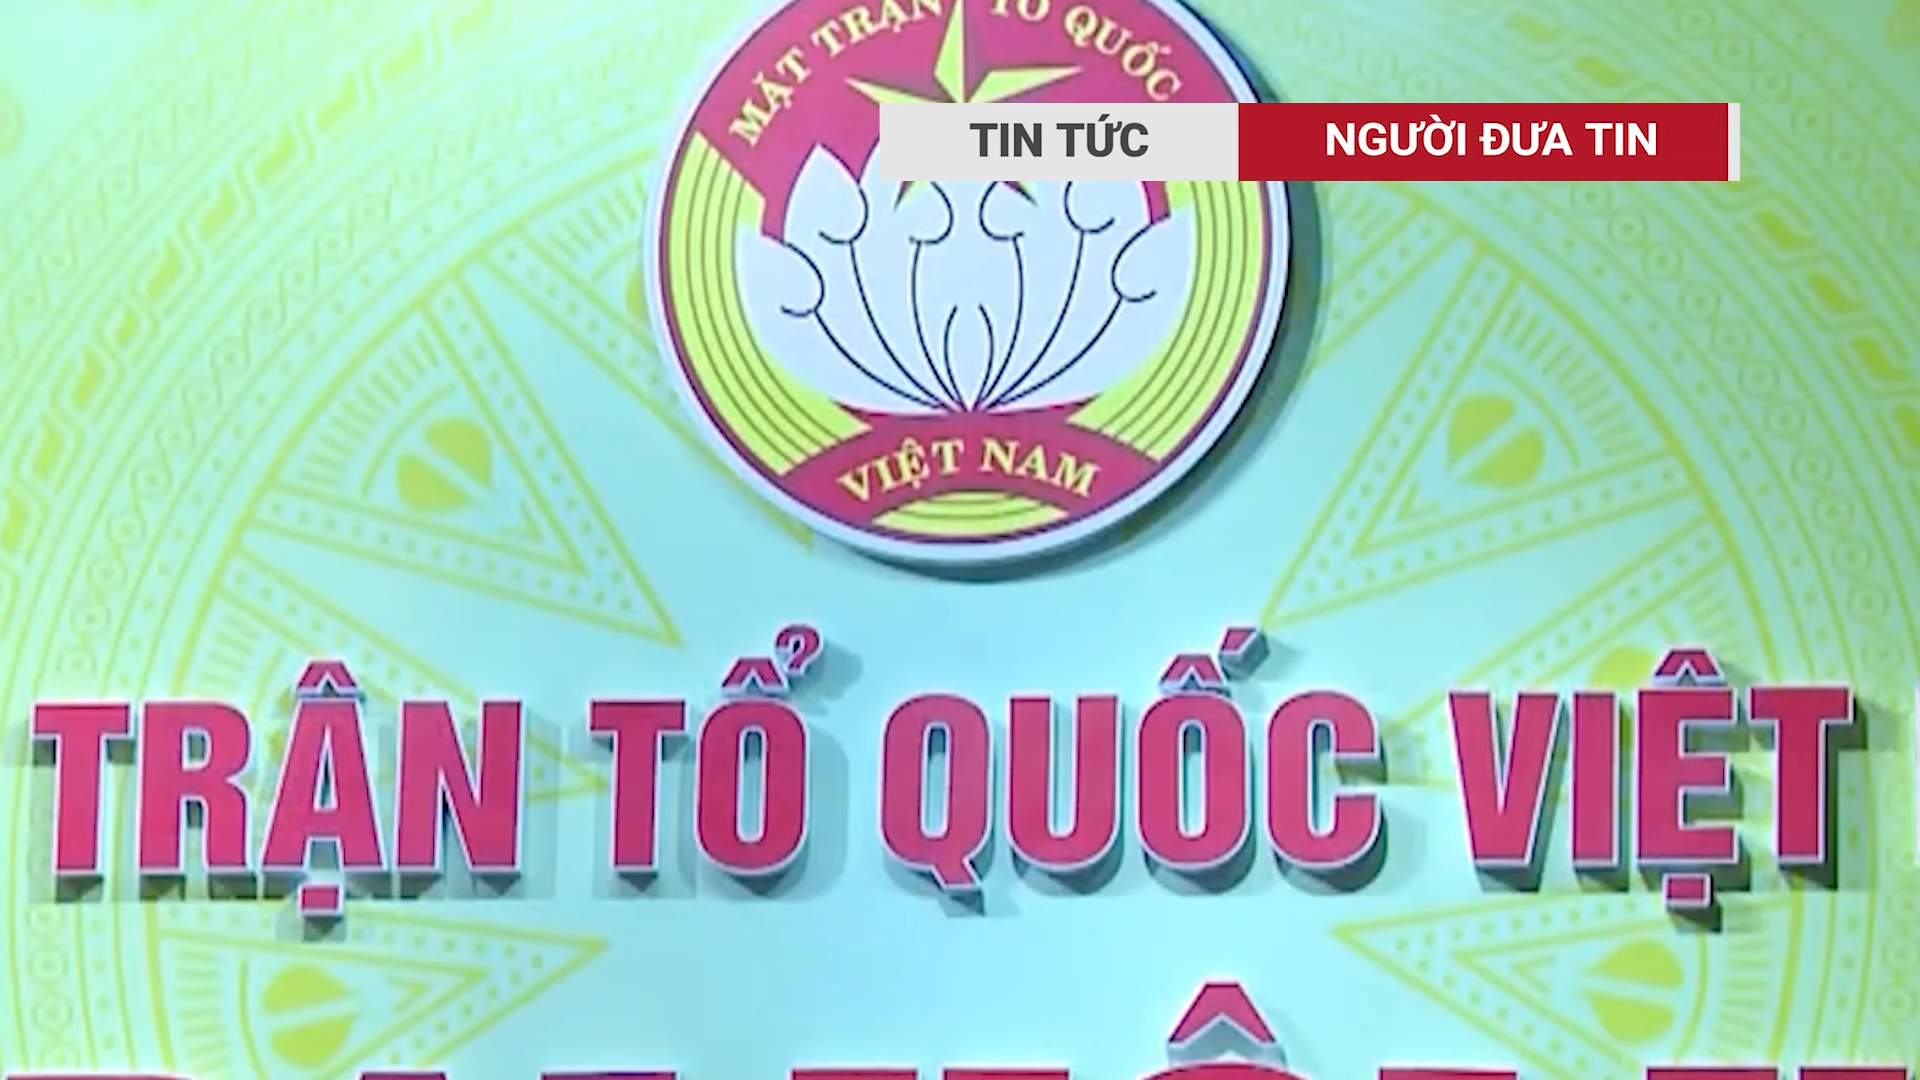 MẶT TRẬN TỔ QUỐC
TIN TỨC NGƯỜI ĐƯA TIN
VIỆT NAM
TRẬN TỔ QUỐC VIỆT